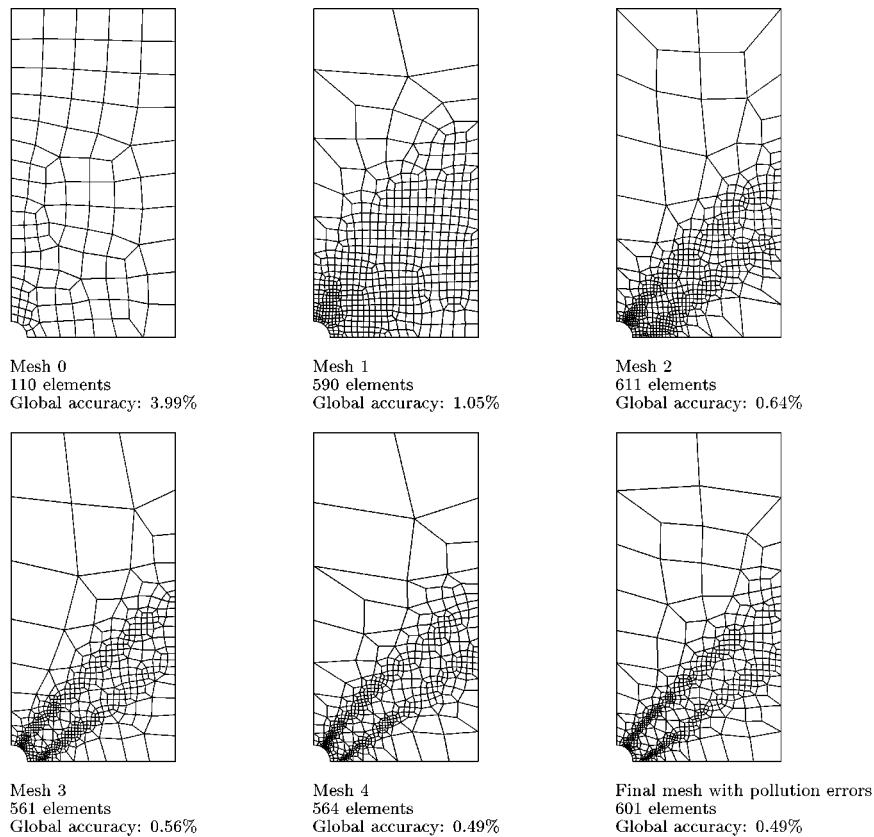 Mesh 0
110 elements
Global accuracy: 3.99%
Mesh 1
590 elements
Global accuracy: 1.05%
Mesh 2
611 elements
Global accuracy: 0.64%
Mesh 3
561 elements
Global accuracy: 0.56%
Mesh 4
564 elements
Global accuracy: 0.49%
Final mesh with pollution errors
601 elements
Global accuracy: 0.49%